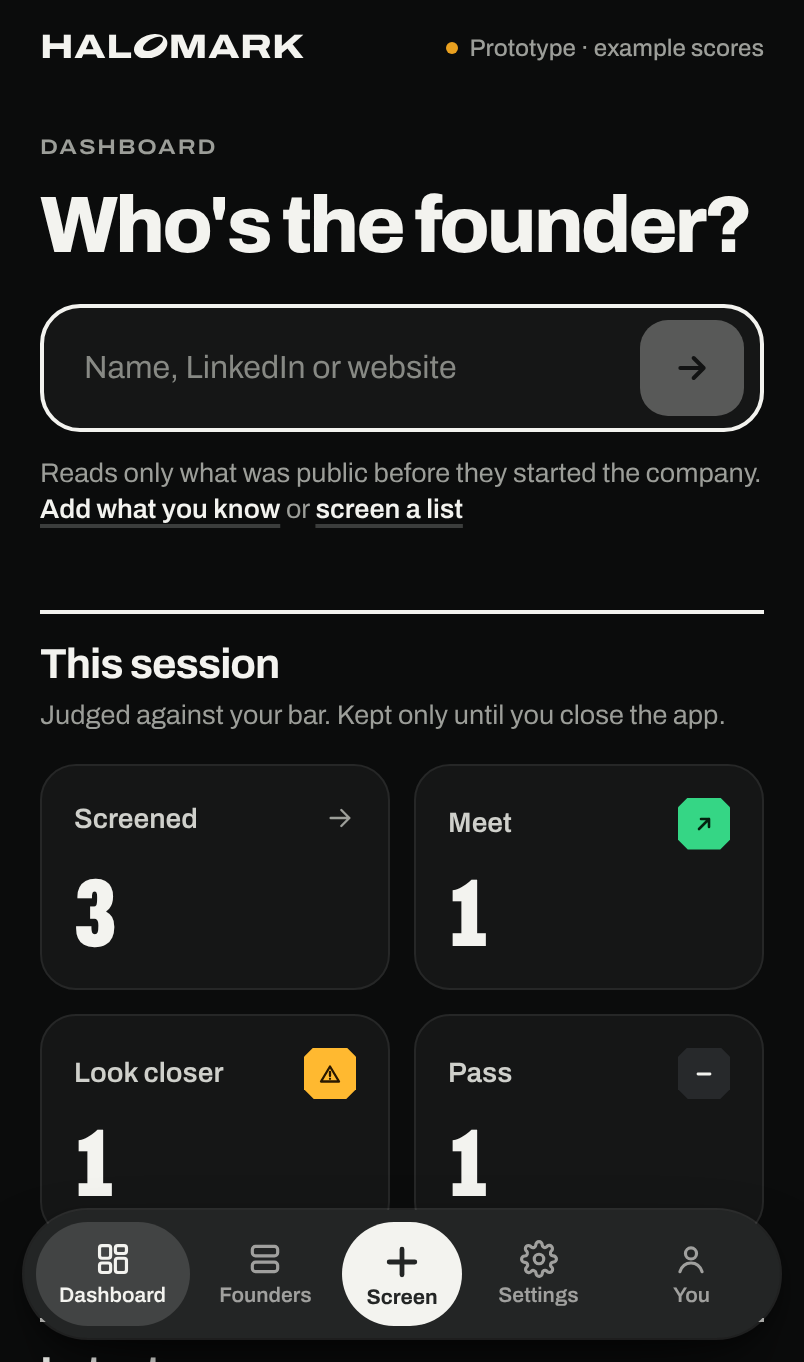 HALOMARK
Prototype · example scores
DASHBOARD
Who's the founder?
Name, LinkedIn or website
Reads only what was public before they started the company.
Add what you know or screen a list
This session
Judged against your bar. Kept only until you close the app.
Screened
Meet
3
1
Look closer
Pass
1
1
Dashboard
Founders
Screen
Settings
You